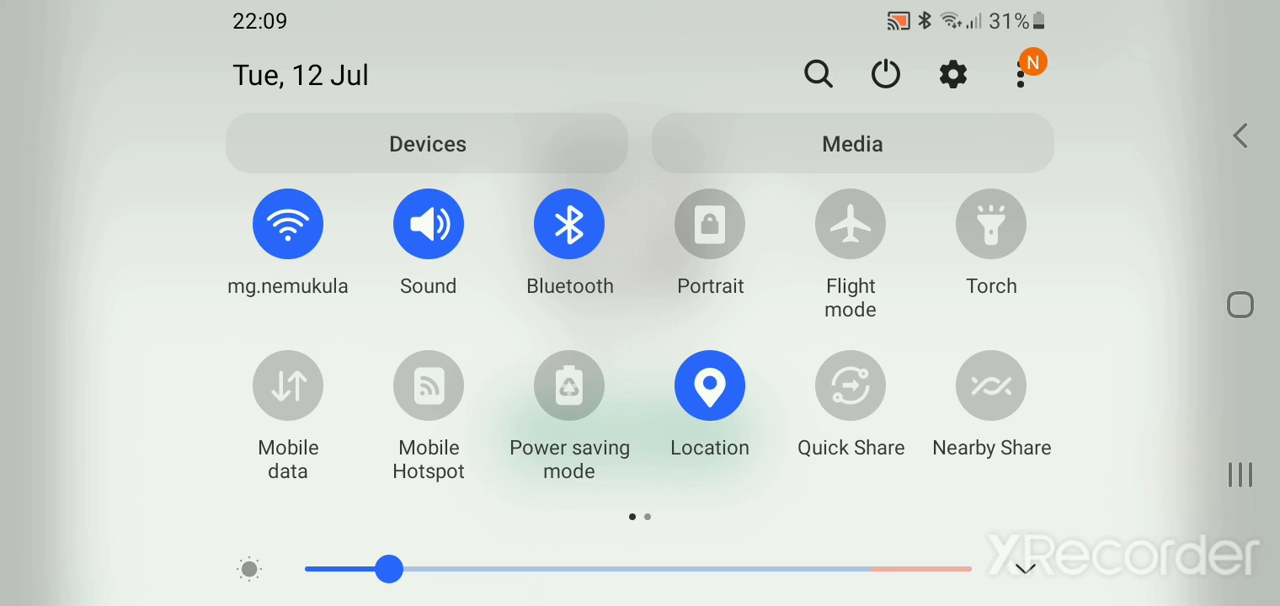 22:09
31%
Tue, 12 Jul
N
Devices
Media
mg.nemukula
Sound
Bluetooth
Portrait
Flight
mode
Torch
Mobile
data
Mobile
Hotspot
Power saving
mode
Location
Quick Share
Nearby Share
XRecorder